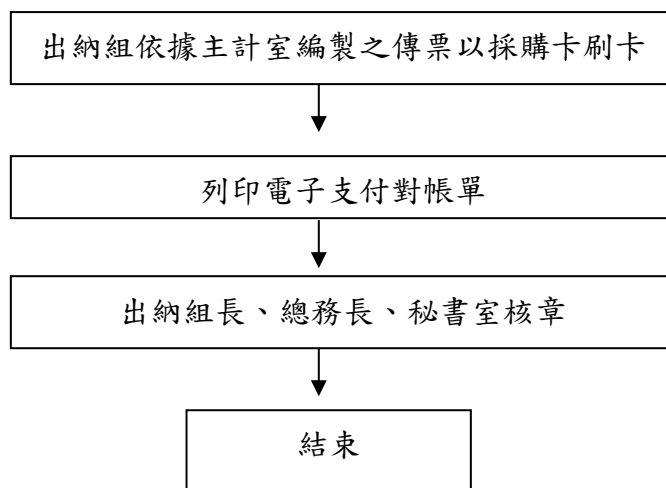 出納組依據主計室編製之傳票以採購卡刷卡
列印電子支付對帳單
出納組長、總務長、秘書室核章
結束